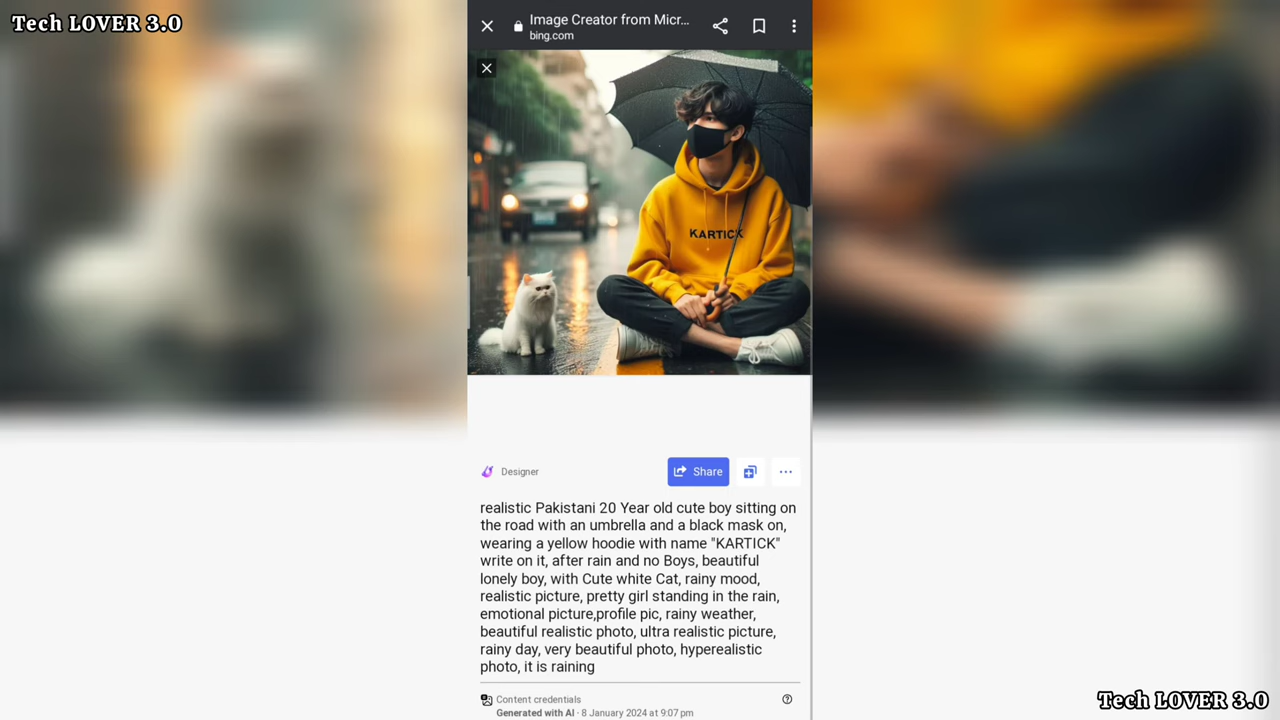 Tech LOVER 3.0
Image Creator from Micr...
bing.com
KARTICK
Designer
Share
realistic Pakistani 20 Year old cute boy sitting on
the road with an umbrella and a black mask on,
wearing a yellow hoodie with name "KARTICK"
write on it, after rain and no Boys, beautiful
lonely boy, with Cute white Cat, rainy mood,
realistic picture, pretty girl standing in the rain,
emotional picture,profile pic, rainy weather,
beautiful realistic photo, ultra realistic picture,
rainy day, very beautiful photo, hyperrealistic
photo, it is raining
Content credentials
Generated with AI · 8 January 2024 at 9:07 pm
Tech LOVER 3.0